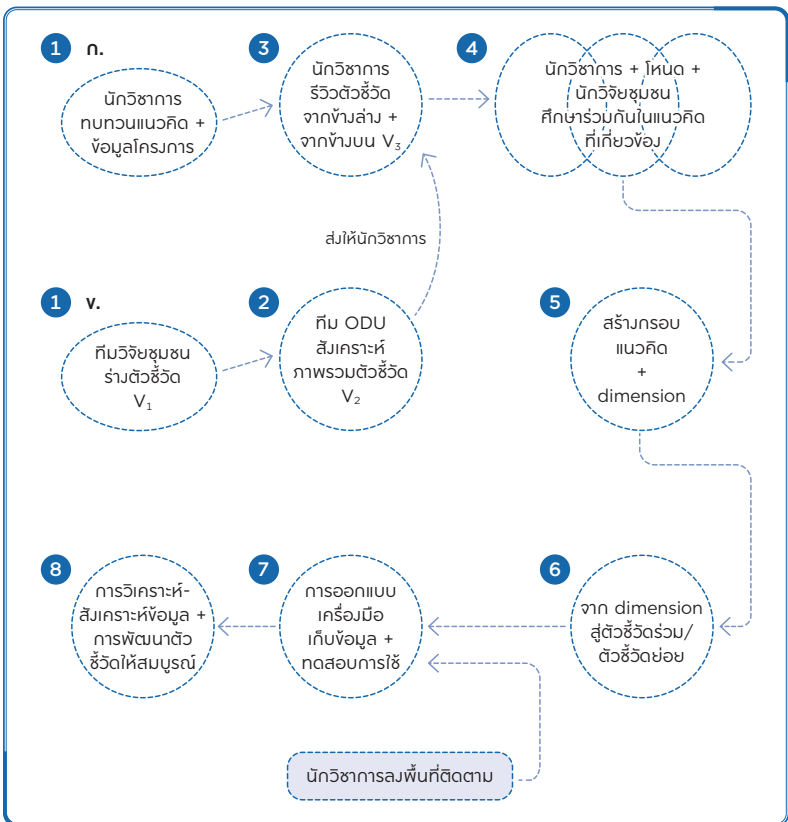 1 ก.
นักวิชาการ
ทบทวนแนวคิด +
ข้อมูลโครงการ
3
นักวิชาการ
รีวิวตัวชี้วัด
จากข้างล่าง +
จากข้างบน V₃
4
นักวิชาการ + โหนด +
นักวิจัยชุมชน
ศึกษาร่วมกันในแนวคิด
ที่เกี่ยวข้อง
ส่งให้นักวิชาการ
1 ข.
ทีมวิจัยชุมชน
ร่างตัวชี้วัด
V₁
2
ทีม ODU
สังเคราะห์
ภาพรวมตัวชี้วัด
V₂
5
สร้างกรอบ
แนวคิด
+
dimension
8
การวิเคราะห์-
สังเคราะห์ข้อมูล +
การพัฒนาตัว
ชี้วัดให้สมบูรณ์
7
การออกแบบ
เครื่องมือ
เก็บข้อมูล +
ทดสอบการใช้
6
จาก dimension
สู่ตัวชี้วัดร่วม/
ตัวชี้วัดย่อย
นักวิชาการลงพื้นที่ติดตาม